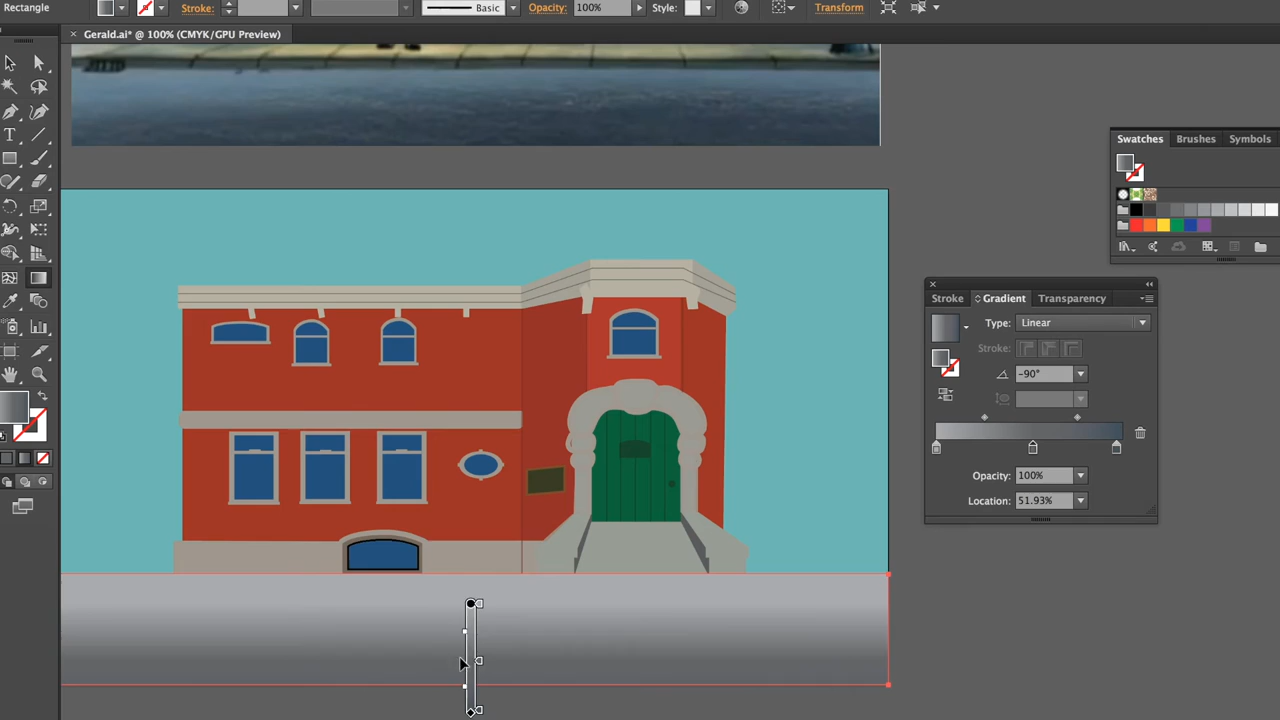 Rectangle Stroke: Basic Opacity: 100% Style: Transform
× Gerald.ai* @ 100% (CMYK/GPU Preview)
T
Swatches Brushes Symbols
Stroke Gradient Transparency
Type: Linear
Stroke:
-90°
Opacity: 100%
Location: 51.93%